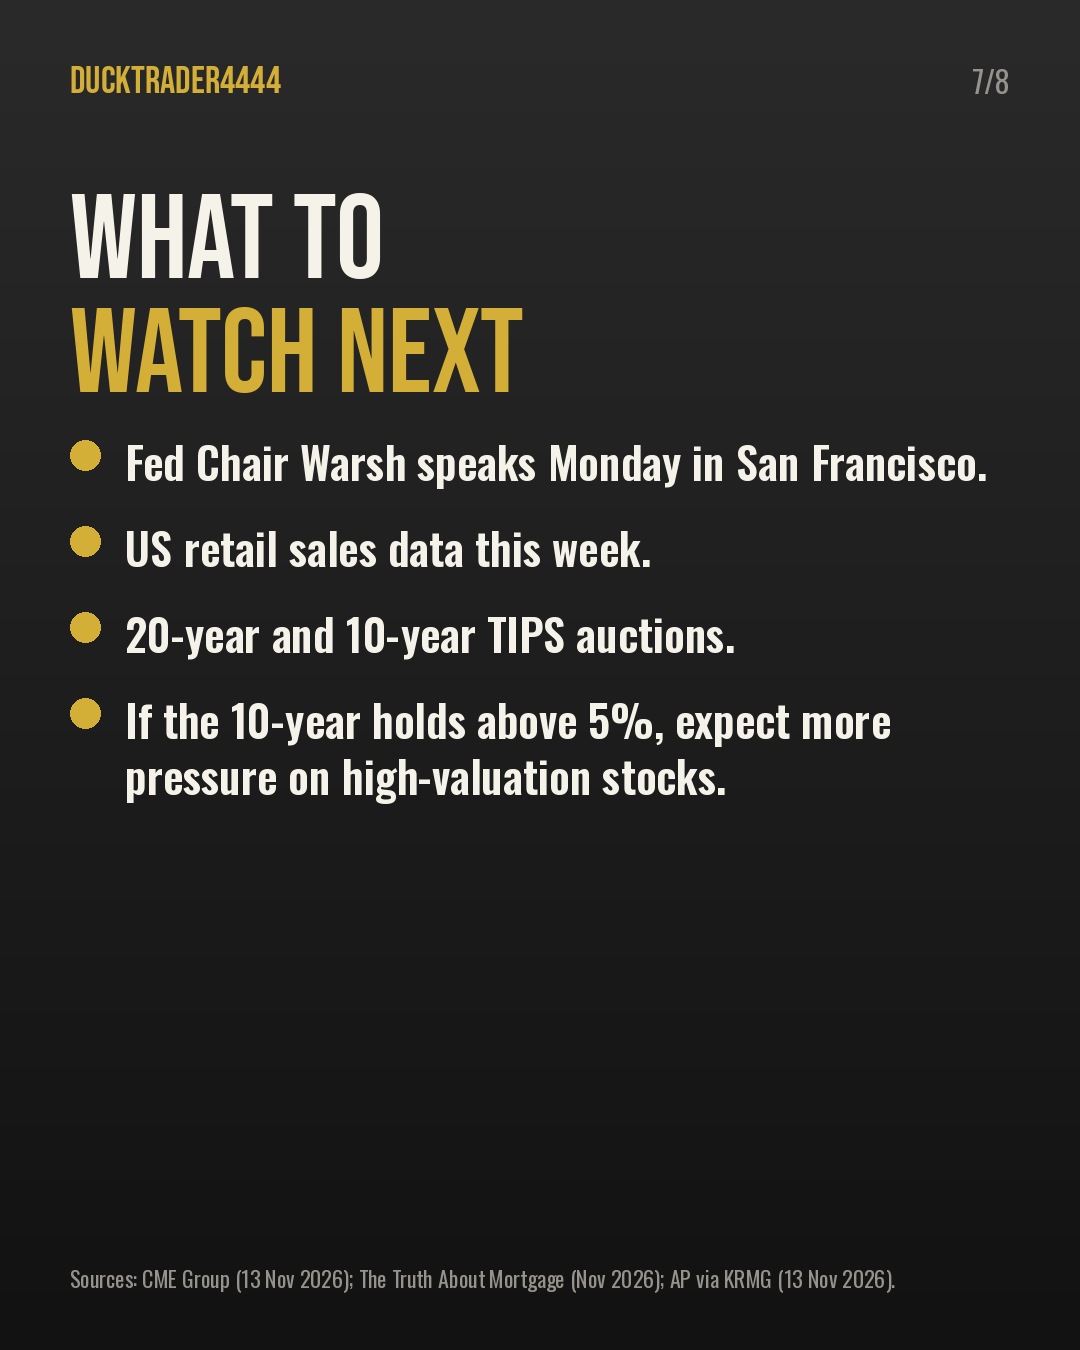 DUCKTRADER4444
7/8
WHAT TO
WATCH NEXT
Fed Chair Warsh speaks Monday in San Francisco.
US retail sales data this week.
20-year and 10-year TIPS auctions.
If the 10-year holds above 5%, expect more
pressure on high-valuation stocks.
Sources: CME Group (13 Nov 2026); The Truth About Mortgage (Nov 2026); AP via KRMG (13 Nov 2026).